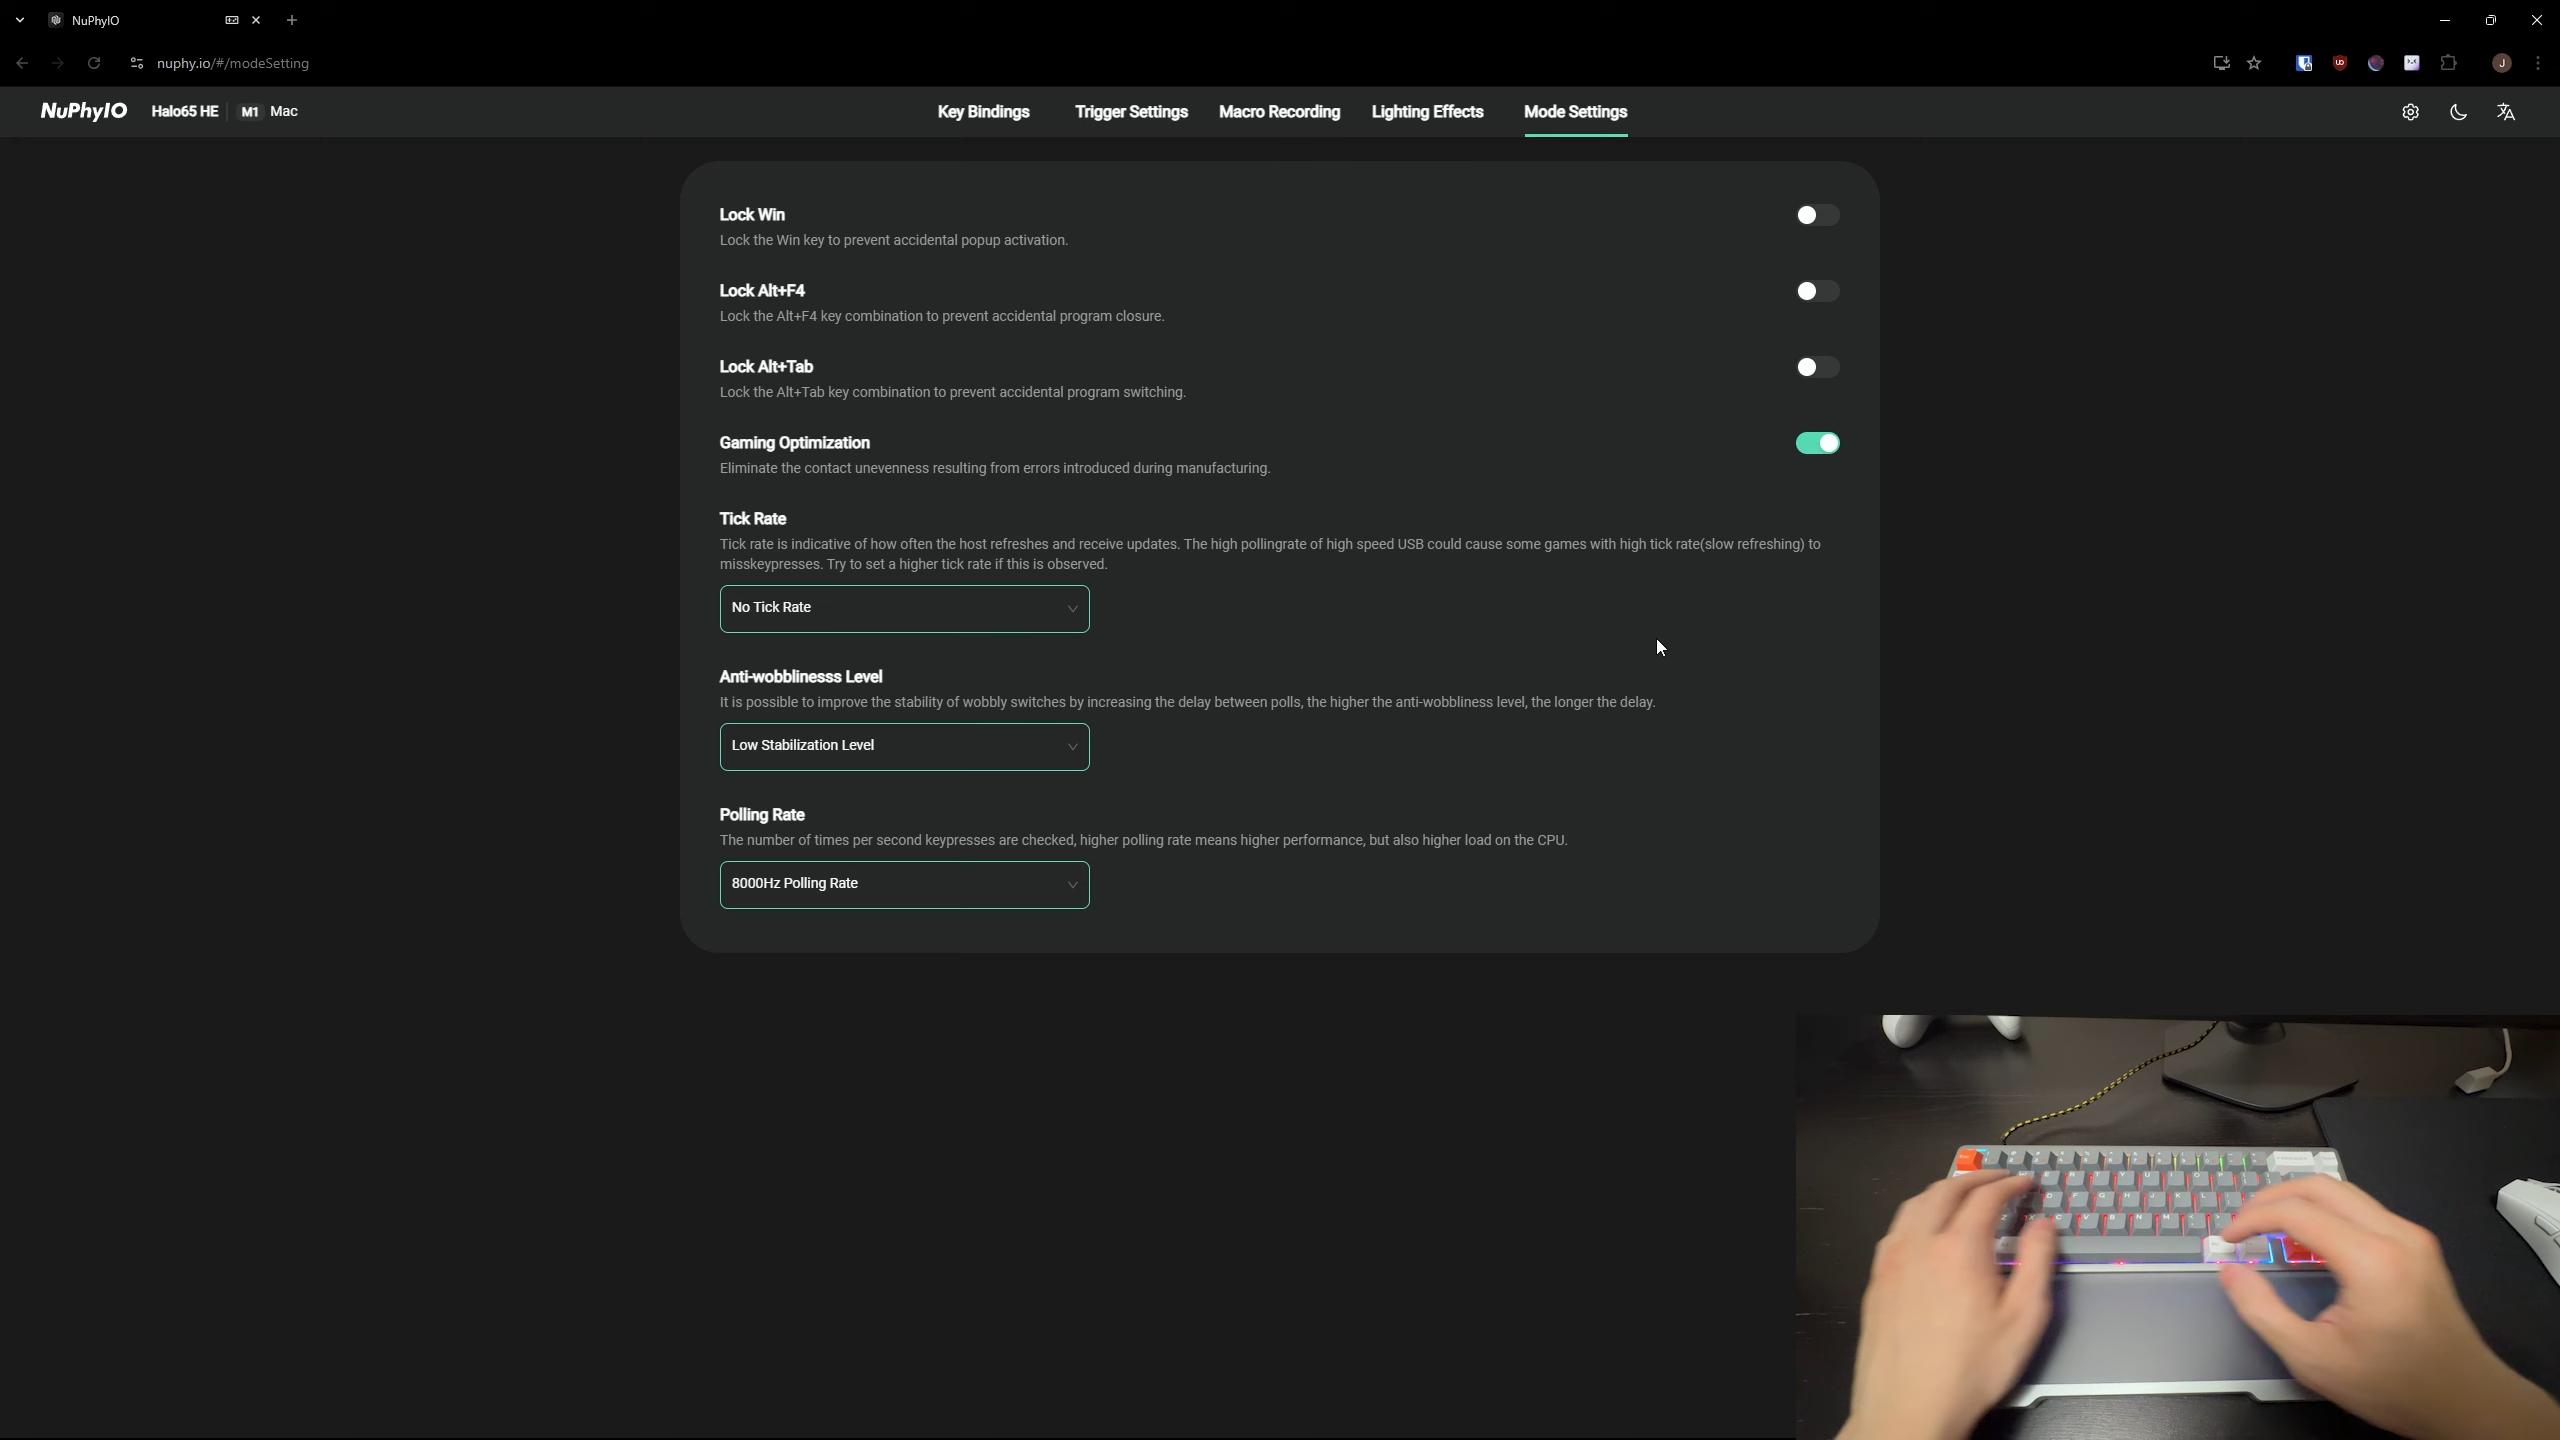 NuPhyIO
nuphy.io/#/modeSetting
J
NuPhyIO Halo65 HE M1 Mac Key Bindings Trigger Settings Macro Recording Lighting Effects Mode Settings
Lock Win
Lock the Win key to prevent accidental popup activation.
Lock Alt+F4
Lock the Alt+F4 key combination to prevent accidental program closure.
Lock Alt+Tab
Lock the Alt+Tab key combination to prevent accidental program switching.
Gaming Optimization
Eliminate the contact unevenness resulting from errors introduced during manufacturing.
Tick Rate
Tick rate is indicative of how often the host refreshes and receive updates. The high pollingrate of high speed USB could cause some games with high tick rate(slow refreshing) to
misskeypresses. Try to set a higher tick rate if this is observed.
No Tick Rate
Anti-wobblinesss Level
It is possible to improve the stability of wobbly switches by increasing the delay between polls, the higher the anti-wobbliness level, the longer the delay.
Low Stabilization Level
Polling Rate
The number of times per second keypresses are checked, higher polling rate means higher performance, but also higher load on the CPU.
8000Hz Polling Rate